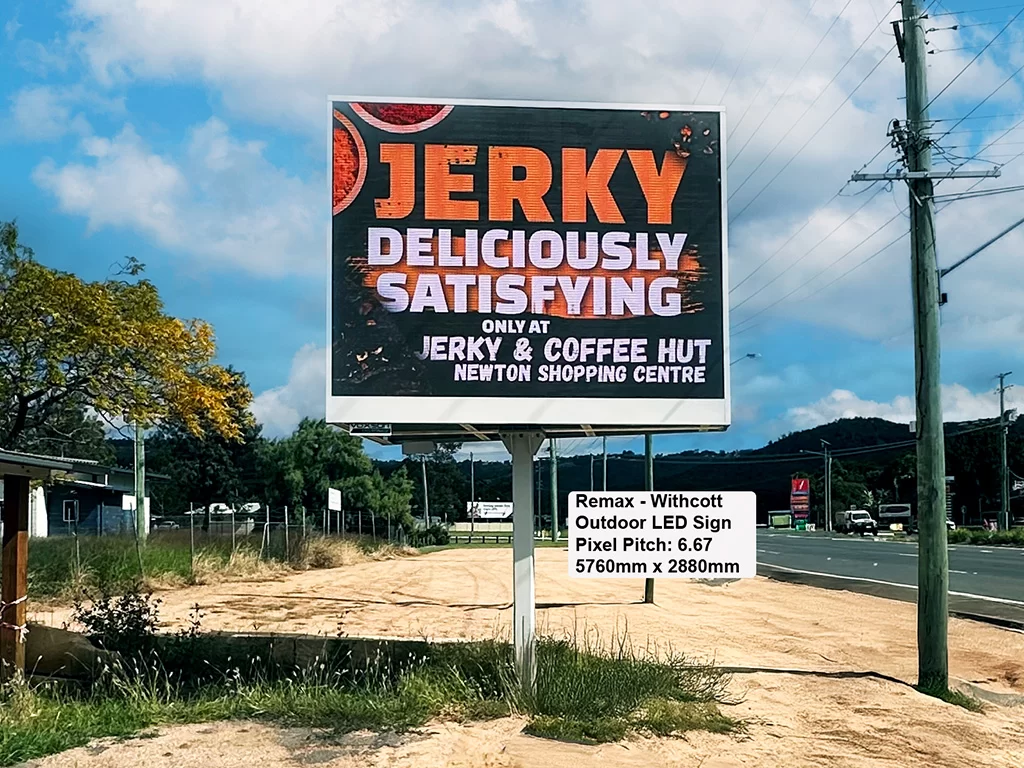 JERKY
DELICIOUSLY
SATISFYING
ONLY AT
JERKY & COFFEE HUT
NEWTON SHOPPING CENTRE
Remax - Withcott
Outdoor LED Sign
Pixel Pitch: 6.67
5760mm x 2880mm